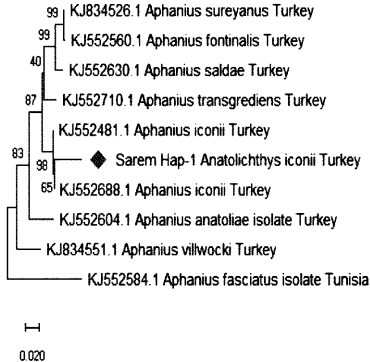 99
KJ834526.1 Aphanius sureyanus Turkey
99
KJ552560.1 Aphanius fontinalis Turkey
40
KJ552630.1 Aphanius saldae Turkey
87
KJ552710.1 Aphanius transgrediens Turkey
KJ552481.1 Aphanius iconii Turkey
83
98
Sarem Hap-1 Anatolichthys iconii Turkey
65
KJ552688.1 Aphanius iconii Turkey
KJ552604.1 Aphanius anatoliae isolate Turkey
KJ834551.1 Aphanius villwocki Turkey
KJ552584.1 Aphanius fasciatus isolate Tunisia
0.020